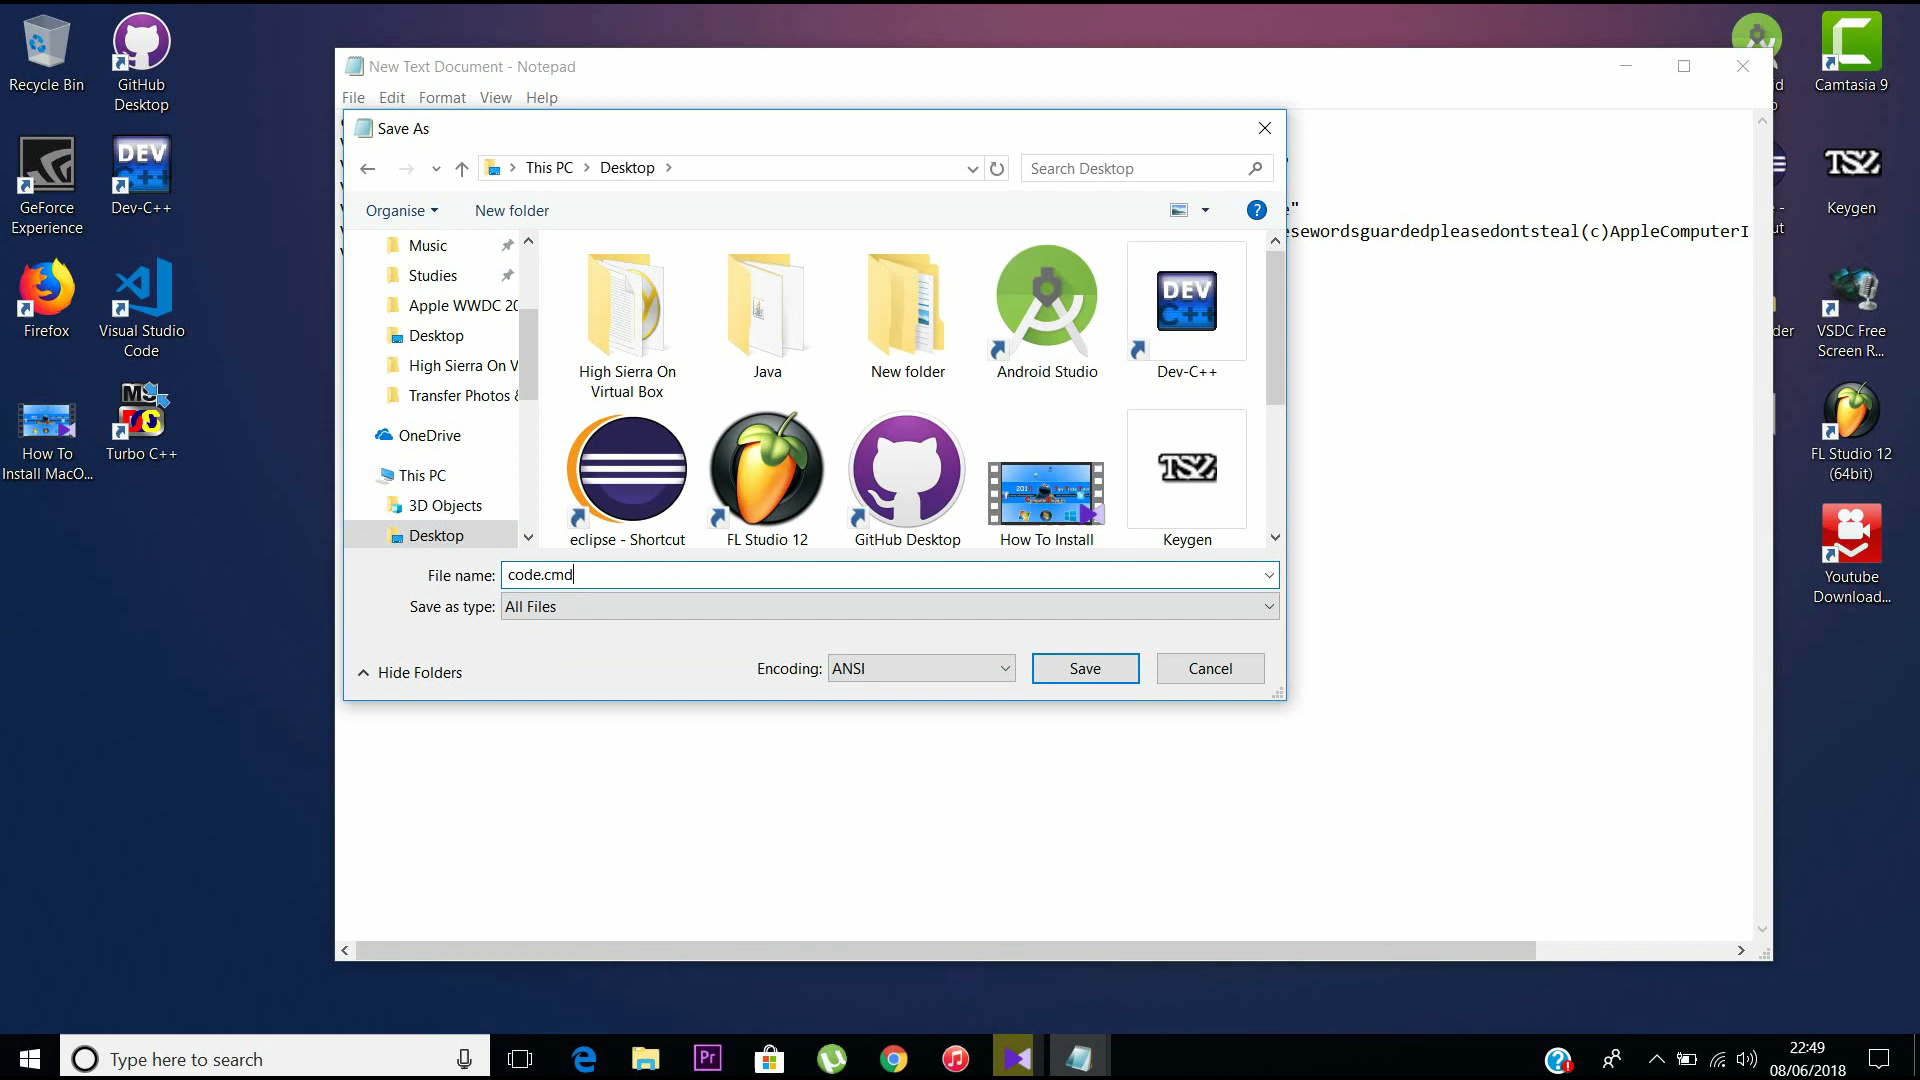 Recycle Bin
GitHub
Desktop
GeForce
Experience
DEV
C++
Dev-C++
Firefox
Visual Studio
Code
How To
Install MacO...
Turbo C++
New Text Document - Notepad
File Edit Format View Help
Save As
This PC > Desktop >
Search Desktop
Organise
New folder
Music
Studies
Apple WWDC 20
Desktop
High Sierra On V
Transfer Photos &
OneDrive
This PC
3D Objects
Desktop
High Sierra On
Virtual Box
Java
New folder
Android Studio
DEV
C++
Dev-C++
eclipse - Shortcut
FL Studio 12
GitHub Desktop
How To Install
Keygen
File name: code.cmd
Save as type: All Files
Hide Folders
Encoding: ANSI
Save
Cancel
e"
esewordsguardedpleasedontsteal(c)AppleComputerI
Camtasia 9
Keygen
VSDC Free
Screen R...
FL Studio 12
(64bit)
Youtube
Download...
Type here to search
Pr
22:49
08/06/2018